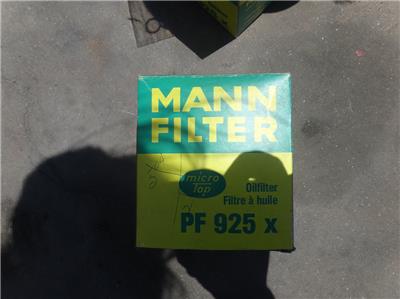 MANN
FILTER
micro
Top
Oilfilter
Filtre à huile
PF 925 x